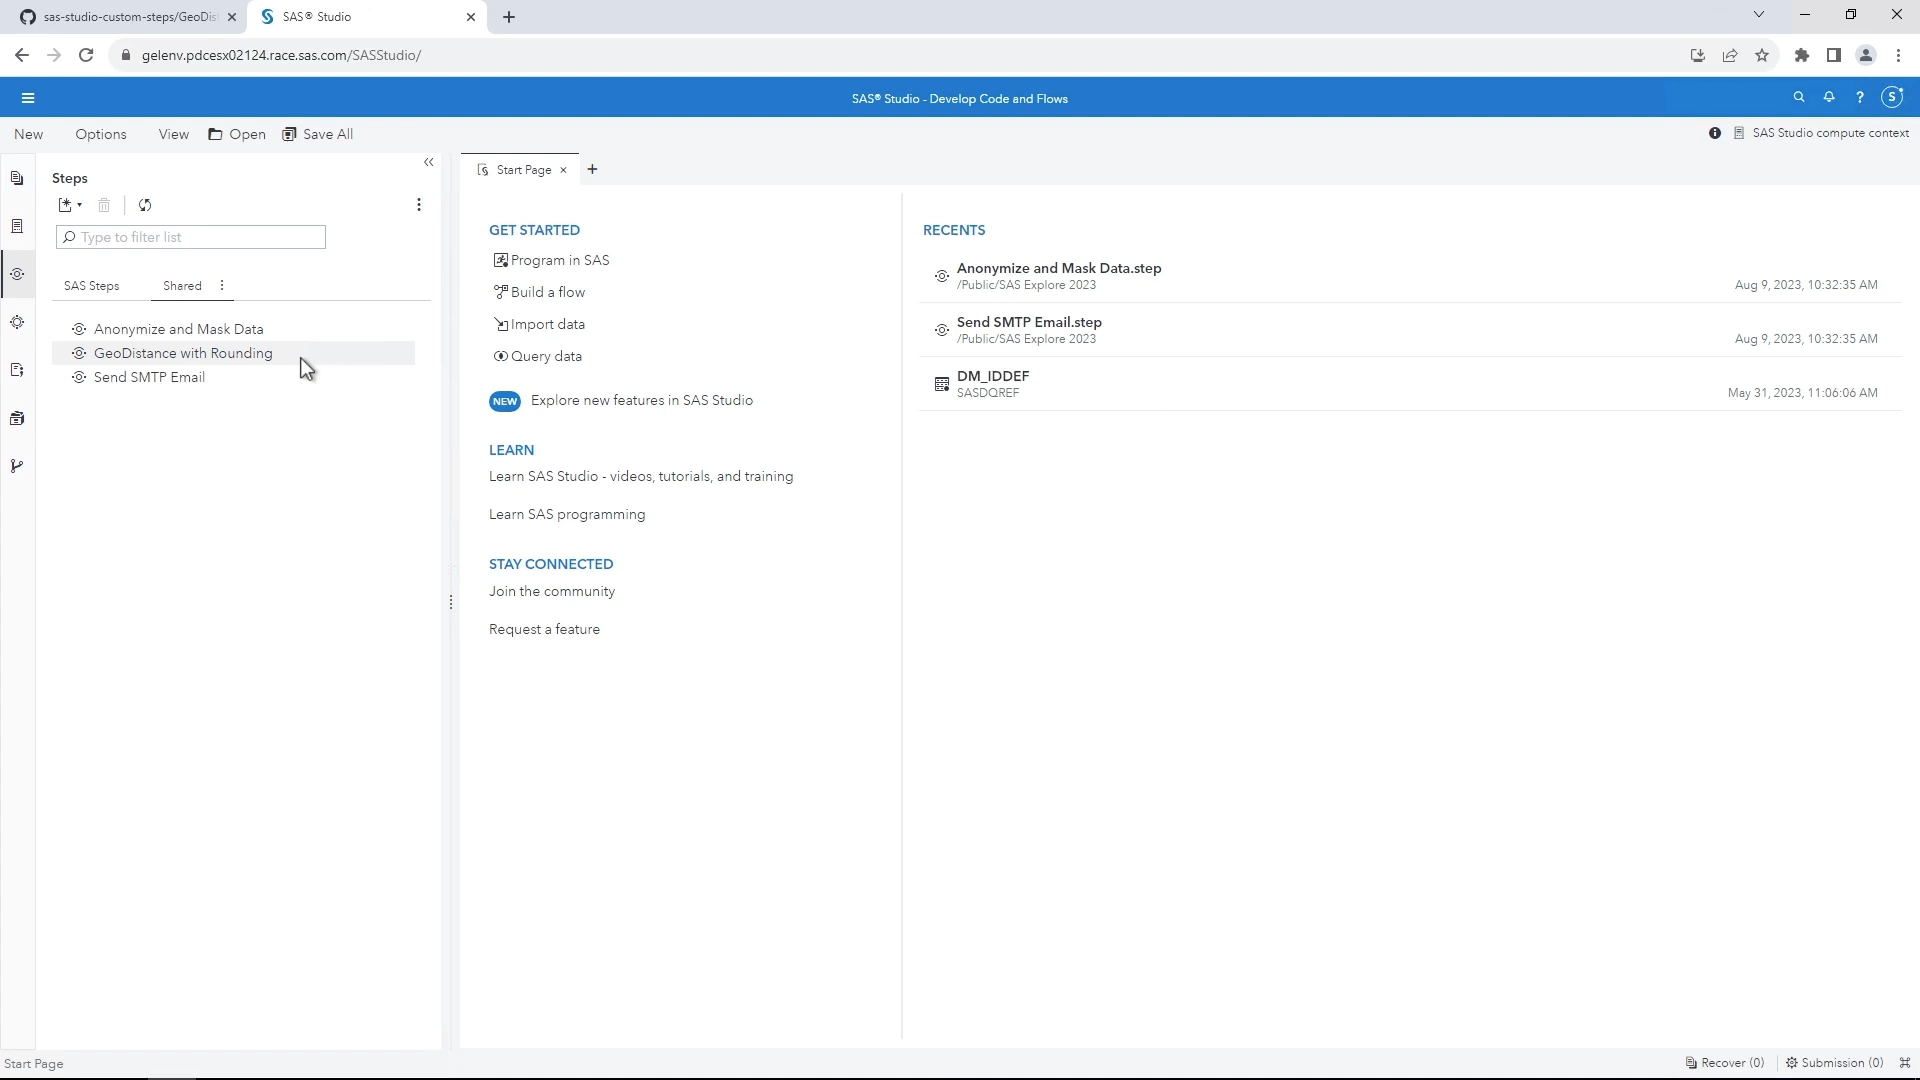 sas-studio-custom-steps/GeoDis
SAS® Studio
gelenv.pdcesx02124.race.sas.com/SASStudio/
SAS® Studio - Develop Code and Flows
S
New Options View Open Save All
SAS Studio compute context
Steps
Type to filter list
SAS Steps Shared
Anonymize and Mask Data
GeoDistance with Rounding
Send SMTP Email
Start Page
GET STARTED
Program in SAS
Build a flow
Import data
Query data
NEW Explore new features in SAS Studio
LEARN
Learn SAS Studio - videos, tutorials, and training
Learn SAS programming
STAY CONNECTED
Join the community
Request a feature
RECENTS
Anonymize and Mask Data.step
/Public/SAS Explore 2023 Aug 9, 2023, 10:32:35 AM
Send SMTP Email.step
/Public/SAS Explore 2023 Aug 9, 2023, 10:32:35 AM
DM_IDDEF
SASDQREF May 31, 2023, 11:06:06 AM
Start Page
Recover (0) Submission (0)